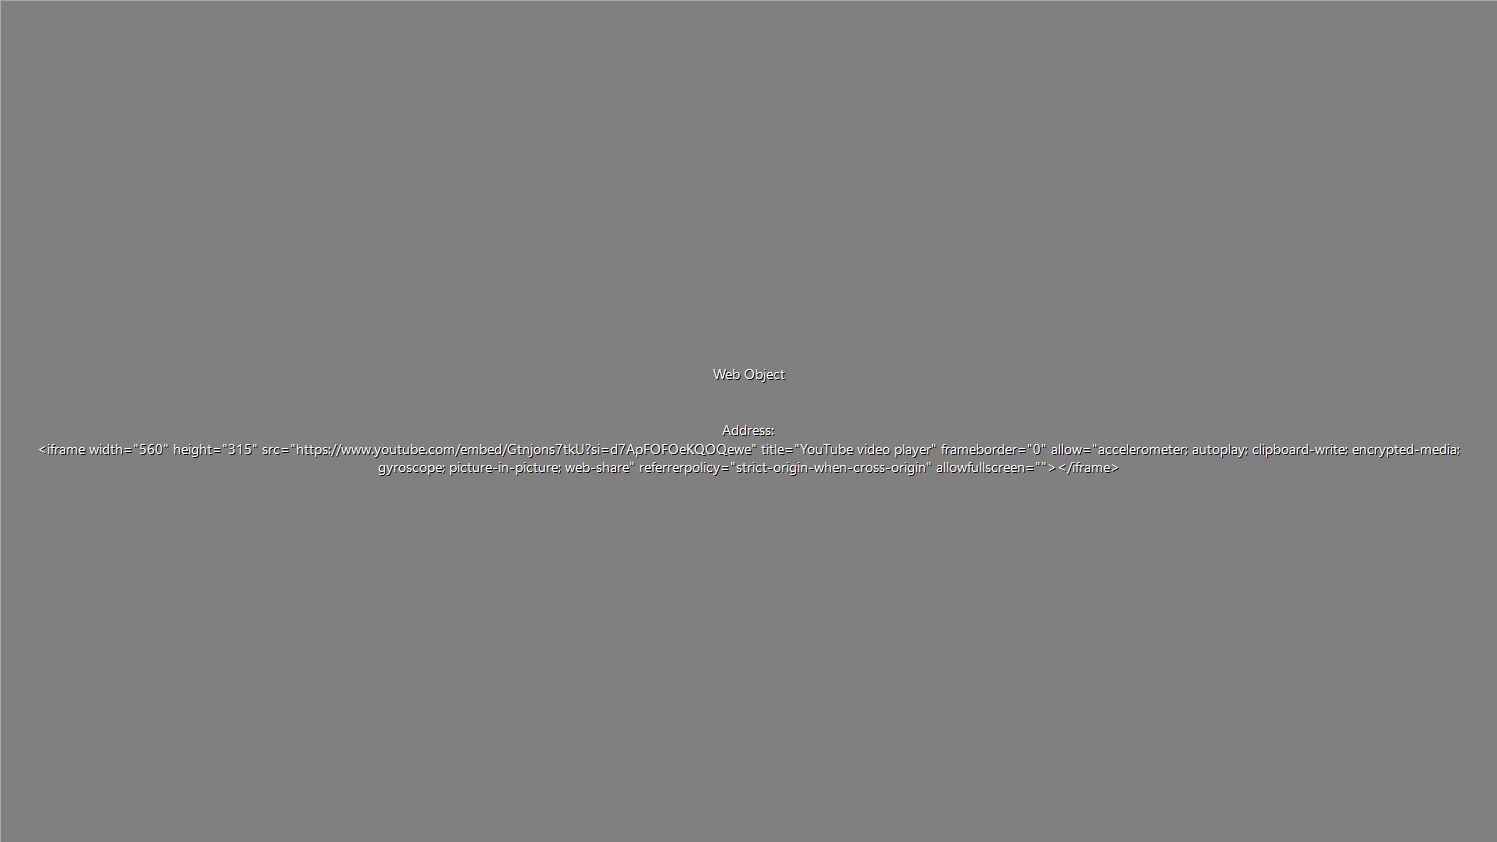 Web Object
Address:
<iframe width="560" height="315" src="https://www.youtube.com/embed/Gtnjons7tkU?si=d7ApFOFOeKQOQewe" title="YouTube video player" frameborder="0" allow="accelerometer; autoplay; clipboard-write; encrypted-media;
gyroscope; picture-in-picture; web-share" referrerpolicy="strict-origin-when-cross-origin" allowfullscreen=""></iframe>